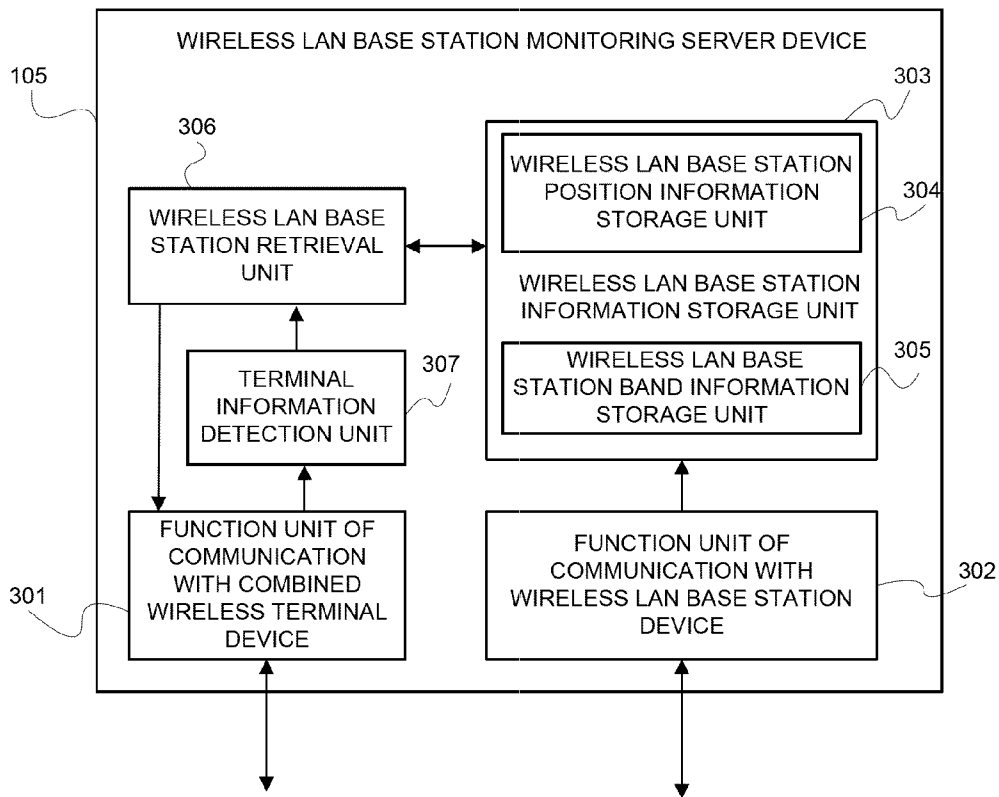 WIRELESS LAN BASE STATION MONITORING SERVER DEVICE
105
303
306
WIRELESS LAN BASE STATION
POSITION INFORMATION
STORAGE UNIT
304
WIRELESS LAN BASE
STATION RETRIEVAL
UNIT
WIRELESS LAN BASE STATION
INFORMATION STORAGE UNIT
307
TERMINAL
INFORMATION
DETECTION UNIT
WIRELESS LAN BASE
STATION BAND INFORMATION
STORAGE UNIT
305
FUNCTION UNIT OF
COMMUNICATION
WITH COMBINED
WIRELESS TERMINAL
DEVICE
301
FUNCTION UNIT OF
COMMUNICATION WITH
WIRELESS LAN BASE STATION
DEVICE
302